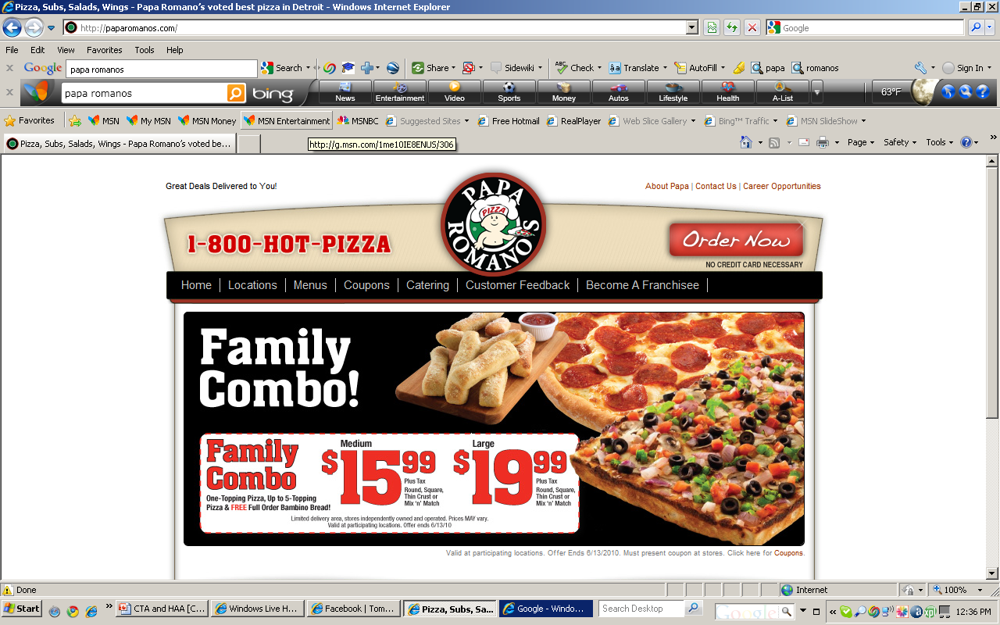 Pizza, Subs, Salads, Wings - Papa Romano's voted best pizza in Detroit - Windows Internet Explorer
http://paparomanos.com/
Google
File Edit View Favorites Tools Help
Google papa romanos Search Share Sidewiki ABC Check Translate AutoFill papa romanos Sign In
papa romanos bing News Entertainment Video Sports Money Autos Lifestyle Health A-List 63°F
Favorites MSN My MSN MSN Money MSN Entertainment MSNBC Suggested Sites Free Hotmail RealPlayer Web Slice Gallery Bing™ Traffic MSN SlideShow
Pizza, Subs, Salads, Wings - Papa Romano's voted be... Page Safety Tools
http://g.msn.com/1me10IE8ENUS/306
Great Deals Delivered to You!
About Papa | Contact Us | Career Opportunities
PAPA
PIZZA
ROMANO'S
1-800-HOT-PIZZA
Order Now
NO CREDIT CARD NECESSARY
Home Locations Menus Coupons Catering Customer Feedback Become A Franchisee
Family
Combo!
Family
Combo
One-Topping Pizza, Up to 5-Topping
Pizza & FREE Full Order Bambino Bread!
Medium
$15.99
Plus Tax
Round, Square,
Thin Crust or
Mix 'n' Match
Large
$19.99
Plus Tax
Round, Square,
Thin Crust or
Mix 'n' Match
Limited delivery area, stores independently owned and operated. Prices MAY vary.
Valid at participating locations. Offer ends 6/13/10
Valid at participating locations. Offer Ends 6/13/2010. Must present coupon at stores. Click here for Coupons.
Done Internet 100%
Start CTA and HAA [C... Windows Live H... Facebook | Tom... Pizza, Subs, Sa... Google - Windo... Search Desktop Google 12:36 PM